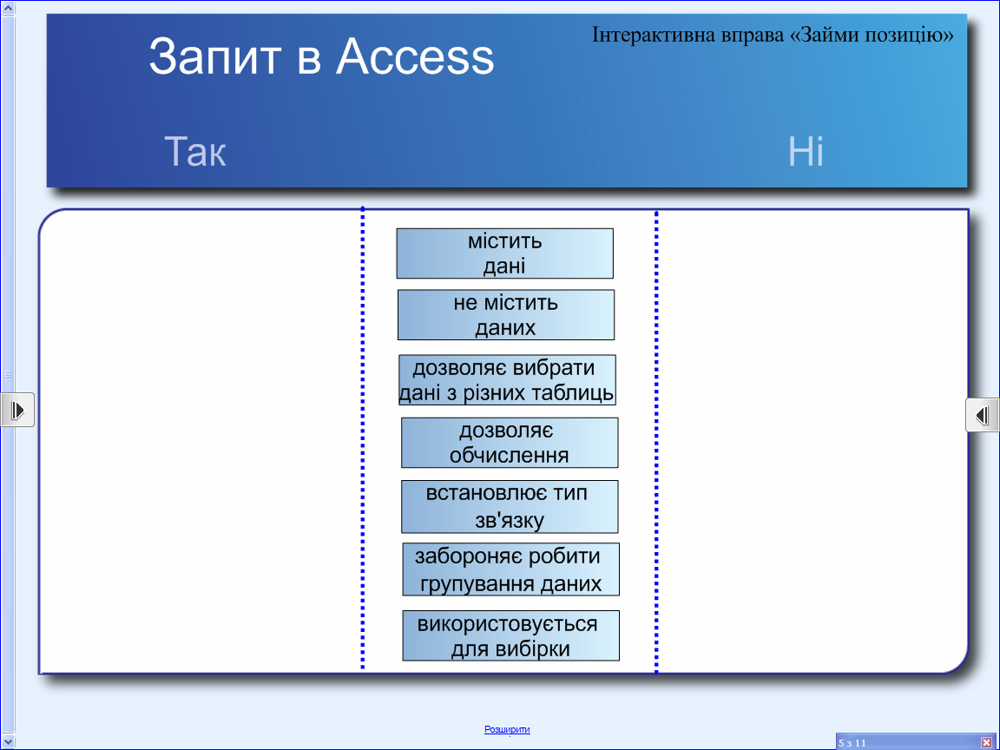 Інтерактивна вправа «Займи позицію»
Запит в Access
Так
Ні
містить
дані
не містить
даних
дозволяє вибрати
дані з різних таблиць
дозволяє
обчислення
встановлює тип
зв'язку
забороняє робити
групування даних
використовується
для вибірки
Розширити
5 з 11